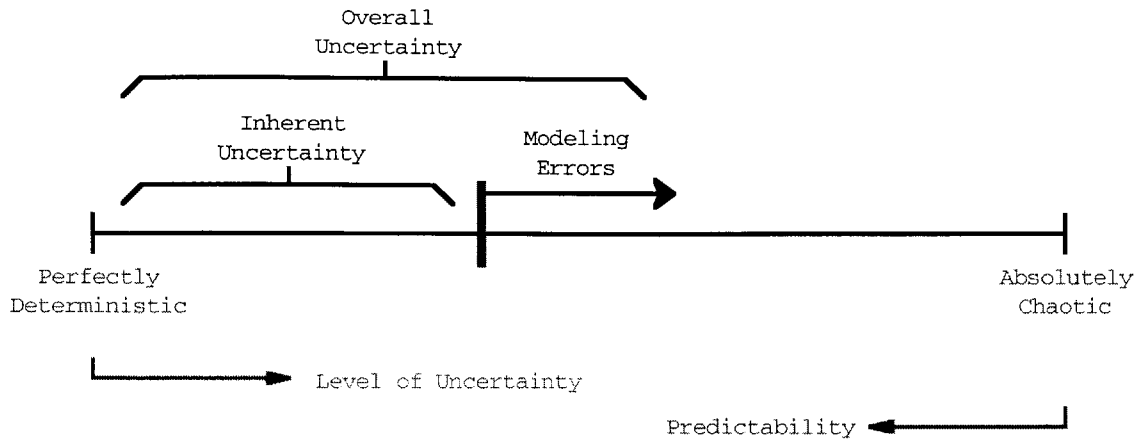 Overall
Uncertainty
Inherent
Uncertainty
Modeling
Errors
Perfectly
Deterministic
Absolutely
Chaotic
Level of Uncertainty
Predictability